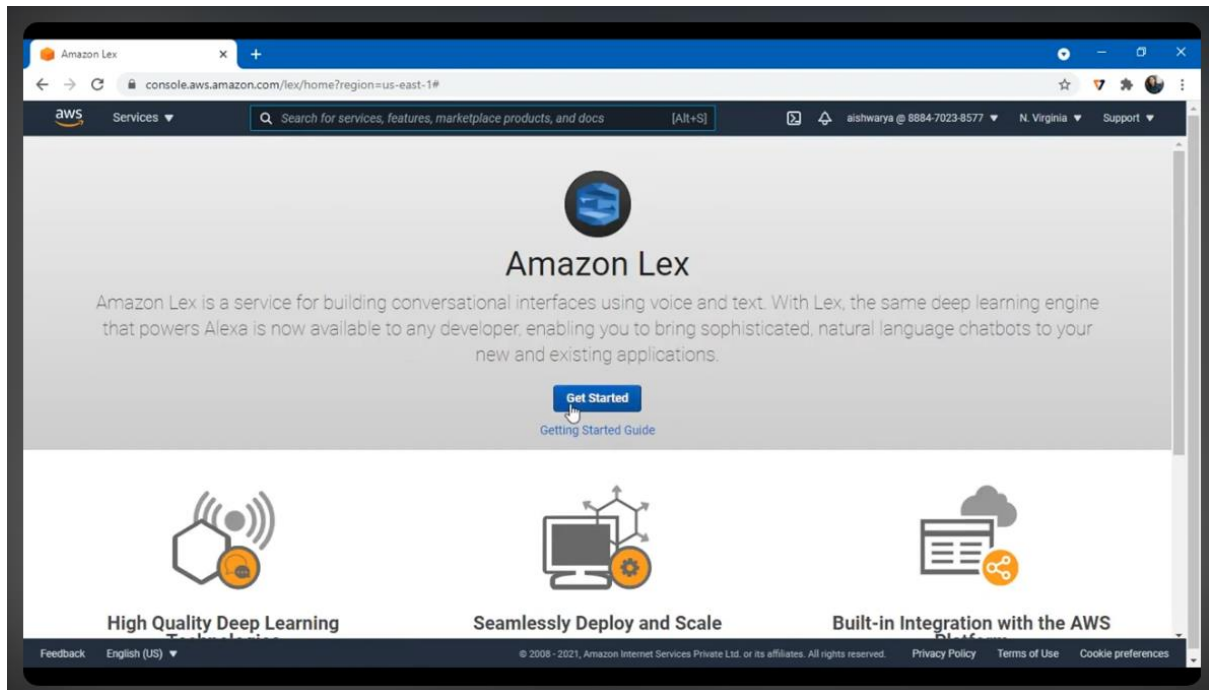 Amazon Lex
console.aws.amazon.com/lex/home?region=us-east-1#
aws Services Search for services, features, marketplace products, and docs [Alt+S] aishwarya @ 8884-7023-8577 N. Virginia Support
Amazon Lex
Amazon Lex is a service for building conversational interfaces using voice and text. With Lex, the same deep learning engine
that powers Alexa is now available to any developer, enabling you to bring sophisticated, natural language chatbots to your
new and existing applications.
Get Started
Getting Started Guide
High Quality Deep Learning Seamlessly Deploy and Scale Built-in Integration with the AWS
Feedback English (US) © 2008 - 2021, Amazon Internet Services Private Ltd. or its affiliates. All rights reserved. Privacy Policy Terms of Use Cookie preferences